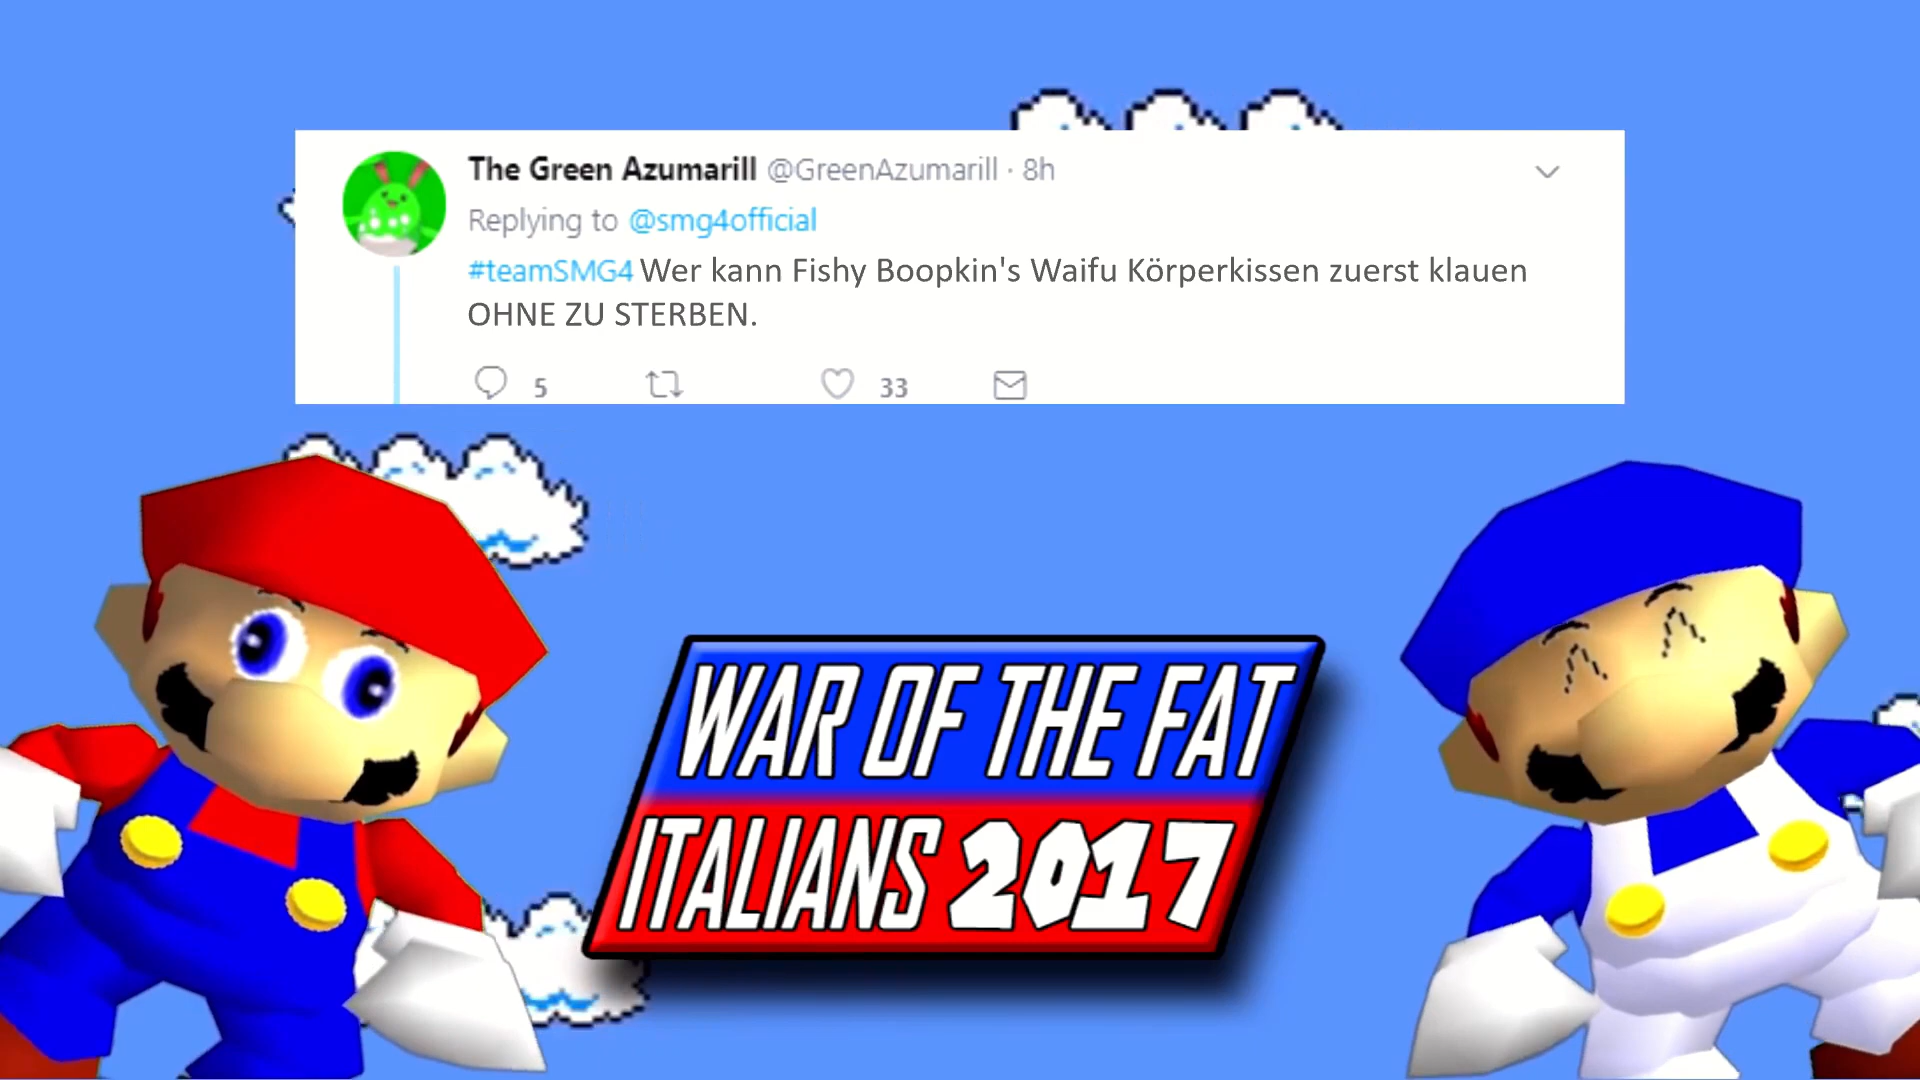 The Green Azumarill @GreenAzumarill · 8h
Replying to @smg4official
#teamSMG4 Wer kann Fishy Boopkin's Waifu Körperkissen zuerst klauen
OHNE ZU STERBEN.
5 33
WAR OF THE FAT
ITALIANS 2017